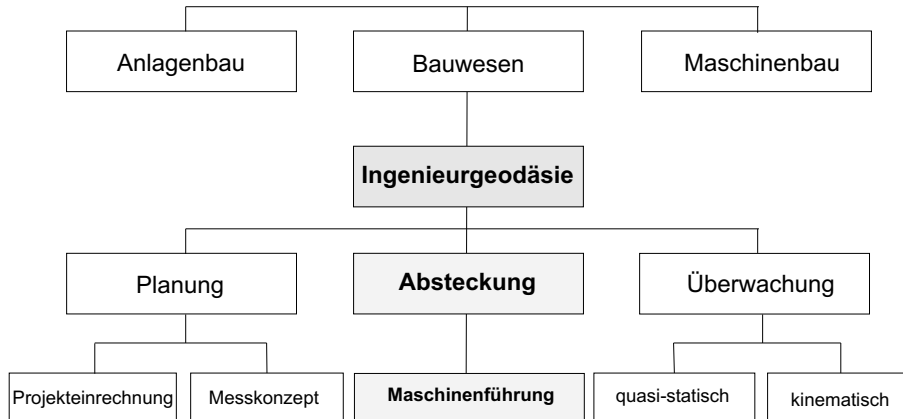 Anlagenbau
Bauwesen
Maschinenbau
Ingenieurgeodäsie
Planung
Absteckung
Überwachung
Projekteinrechnung
Messkonzept
Maschinenführung
quasi-statisch
kinematisch